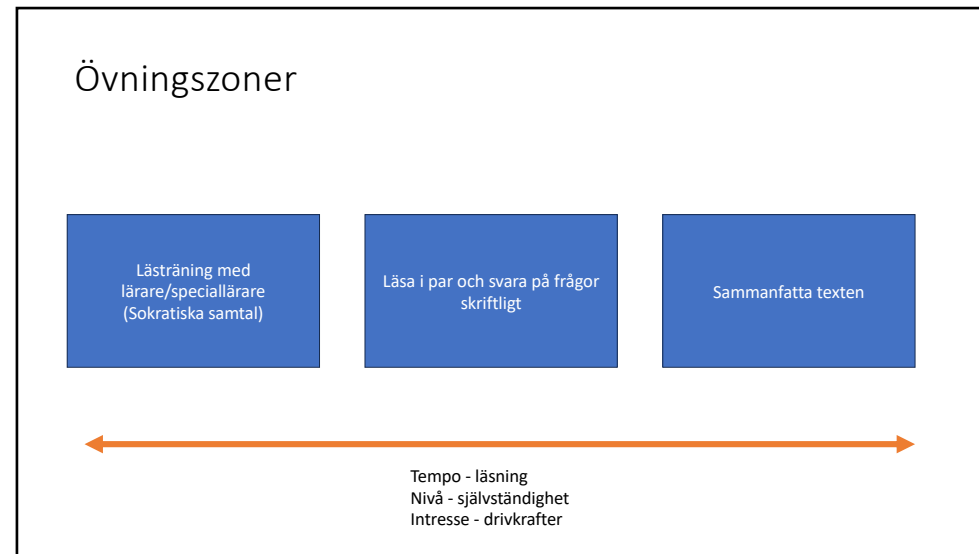 Övningszoner
Lästräning med
lärare/speciallärare
(Sokratiska samtal)
Läsa i par och svara på frågor
skriftligt
Sammanfatta texten
Tempo - läsning
Nivå - självständighet
Intresse - drivkrafter